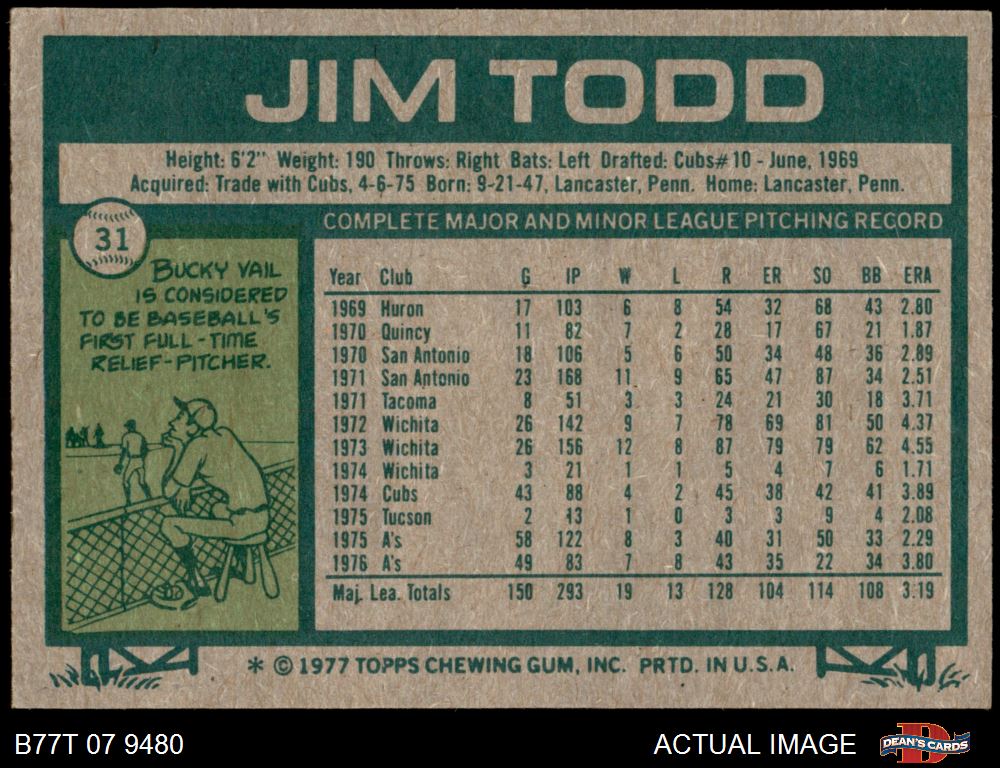 JIM TODD
Height: 6'2" Weight: 190 Throws: Right Bats: Left Drafted: Cubs#10 - June, 1969
Acquired: Trade with Cubs, 4-6-75 Born: 9-21-47, Lancaster, Penn. Home: Lancaster, Penn.
31
BUCKY VAIL
IS CONSIDERED
TO BE BASEBALL'S
FIRST FULL-TIME
RELIEF-PITCHER.
COMPLETE MAJOR AND MINOR LEAGUE PITCHING RECORD
Year Club G IP W L R ER SO BB ERA
1969 Huron 17 103 6 8 54 32 68 43 2.80
1970 Quincy 11 82 7 2 28 17 67 21 1.87
1970 San Antonio 18 106 5 6 50 34 48 36 2.89
1971 San Antonio 23 168 11 9 65 47 87 34 2.51
1971 Tacoma 8 51 3 3 24 21 30 18 3.71
1972 Wichita 26 142 9 7 78 69 81 50 4.37
1973 Wichita 26 156 12 8 87 79 79 62 4.55
1974 Wichita 3 21 1 1 5 4 7 6 1.71
1974 Cubs 43 88 4 2 45 38 42 41 3.89
1975 Tucson 2 13 1 0 3 3 9 4 2.08
1975 A's 58 122 8 3 40 31 50 33 2.29
1976 A's 49 83 7 8 43 35 22 34 3.80
Maj. Lea. Totals 150 293 19 13 128 104 114 108 3.19
* © 1977 TOPPS CHEWING GUM, INC. PRTD. IN U.S.A.
B77T 07 9480
ACTUAL IMAGE
D
DEAN'S CARDS